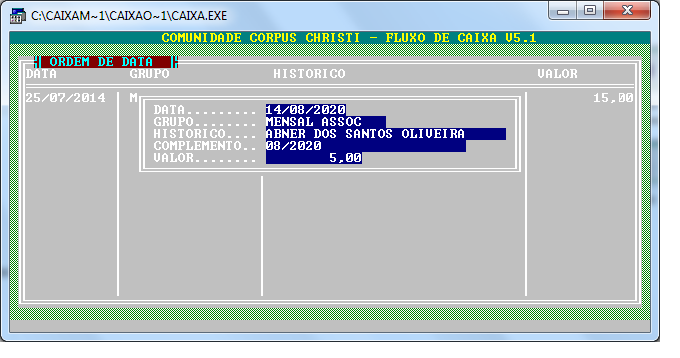 C:\CAIXAM~1\CAIXAO~1\CAIXA.EXE
COMUNIDADE CORPUS CHRISTI - FLUXO DE CAIXA V5.1
ORDEM DE DATA
DATA GRUPO HISTORICO VALOR
25/07/2014 M 15,00
DATA......... 14/08/2020
GRUPO........ MENSAL ASSOC
HISTORICO.... ABNER DOS SANTOS OLIVEIRA
COMPLEMENTO.. 08/2020
VALOR........ 5,00